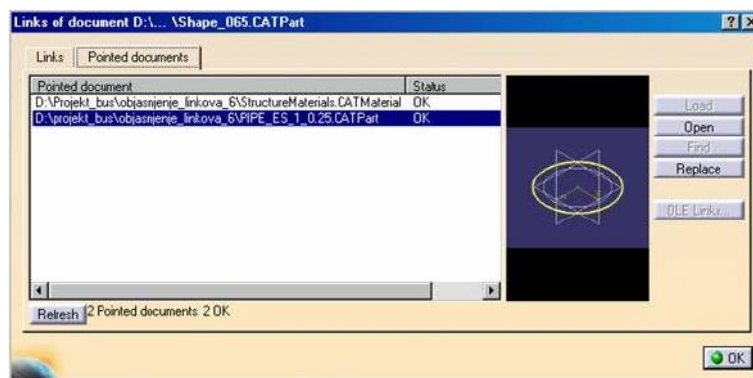 Links of document D:\... \Shape_065.CATPart
Links Pointed documents
Pointed document Status
D:\Projekt_bus\objasnjenje_linkova_6\StructureMaterials.CATMaterial OK
D:\projekt_bus\objasnjenje_linkova_6\PIPE_ES_1_0.25.CATPart OK
Load
Open
Find
Replace
OLE Links...
Refresh 2 Pointed documents 2 OK
OK